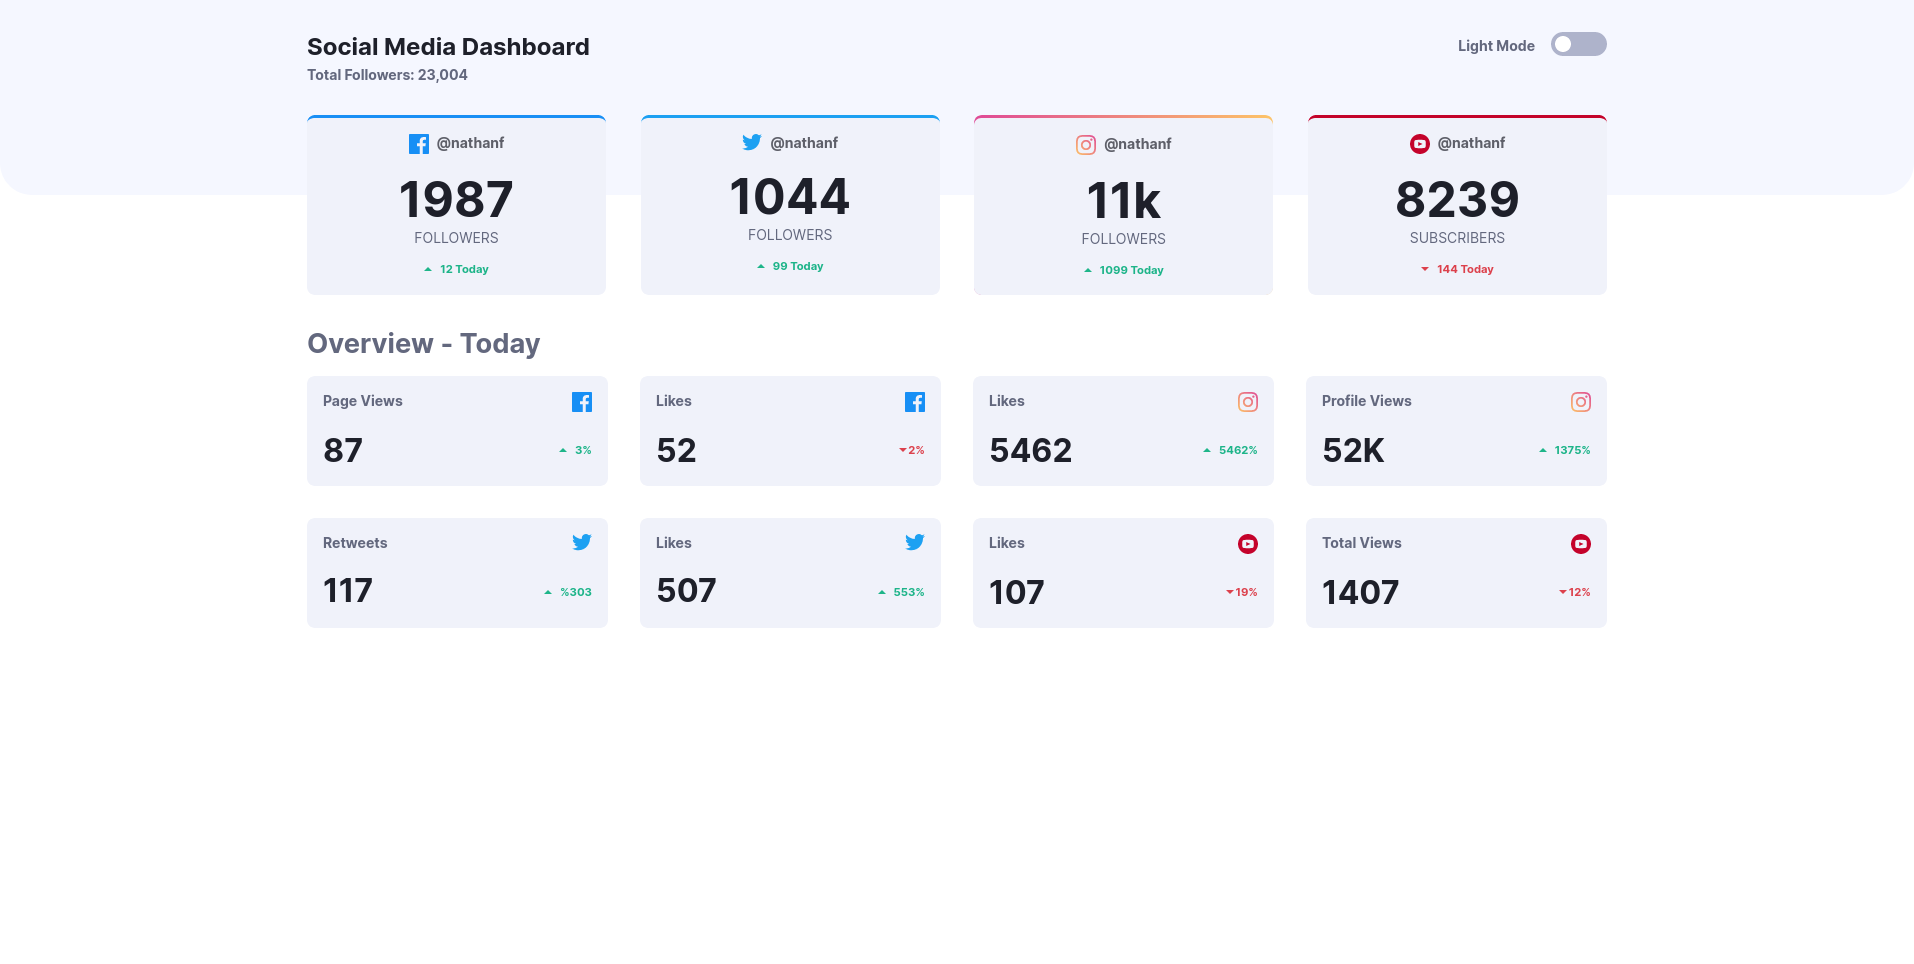 Social Media Dashboard
Total Followers: 23,004
Light Mode
@nathanf
1987
FOLLOWERS
12 Today
@nathanf
1044
FOLLOWERS
99 Today
@nathanf
11k
FOLLOWERS
1099 Today
@nathanf
8239
SUBSCRIBERS
144 Today
Overview - Today
Page Views
87
3%
Likes
52
2%
Likes
5462
5462%
Profile Views
52K
1375%
Retweets
117
%303
Likes
507
553%
Likes
107
19%
Total Views
1407
12%